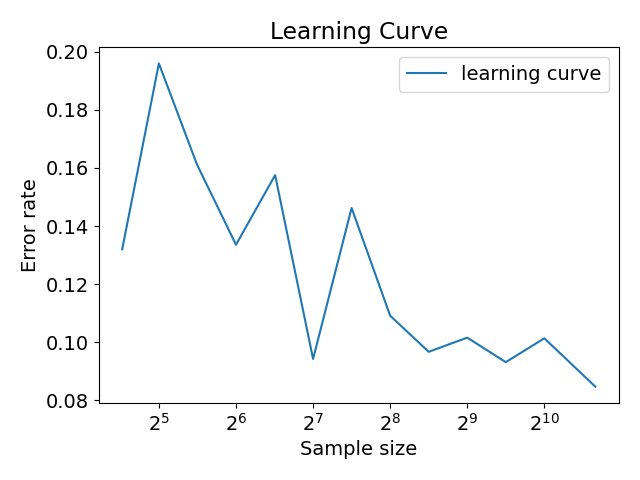 Learning Curve
learning curve
0.20
0.18
0.16
0.14
0.12
0.10
0.08
Error rate
2⁵ 2⁶ 2⁷ 2⁸ 2⁹ 2¹⁰
Sample size